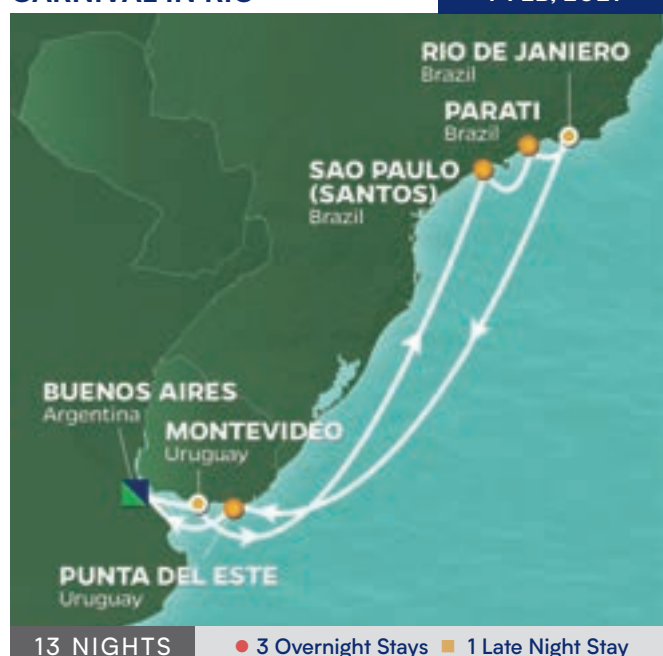 RIO DE JANIERO
Brazil
PARATI
Brazil
SAO PAULO
(SANTOS)
Brazil
BUENOS AIRES
Argentina
MONTEVIDEO
Uruguay
PUNTA DEL ESTE
Uruguay
13 NIGHTS
3 Overnight Stays
1 Late Night Stay